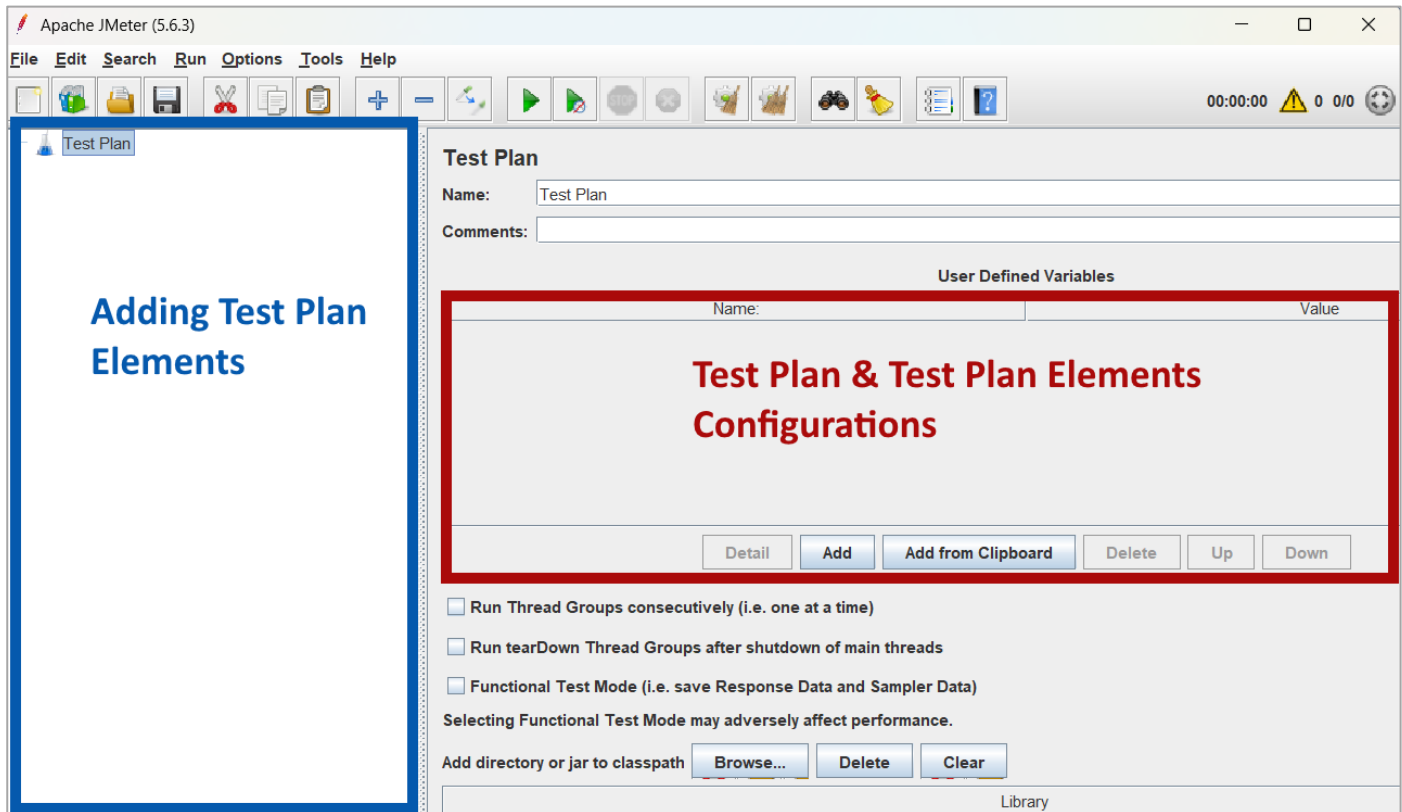 Apache JMeter (5.6.3)
File Edit Search Run Options Tools Help
STOP
?
00:00:00 0 0/0
Test Plan
Adding Test Plan
Elements
Test Plan
Name: Test Plan
Comments:
User Defined Variables
Name: Value
Test Plan & Test Plan Elements
Configurations
Detail Add Add from Clipboard Delete Up Down
Run Thread Groups consecutively (i.e. one at a time)
Run tearDown Thread Groups after shutdown of main threads
Functional Test Mode (i.e. save Response Data and Sampler Data)
Selecting Functional Test Mode may adversely affect performance.
Add directory or jar to classpath Browse... Delete Clear
Library